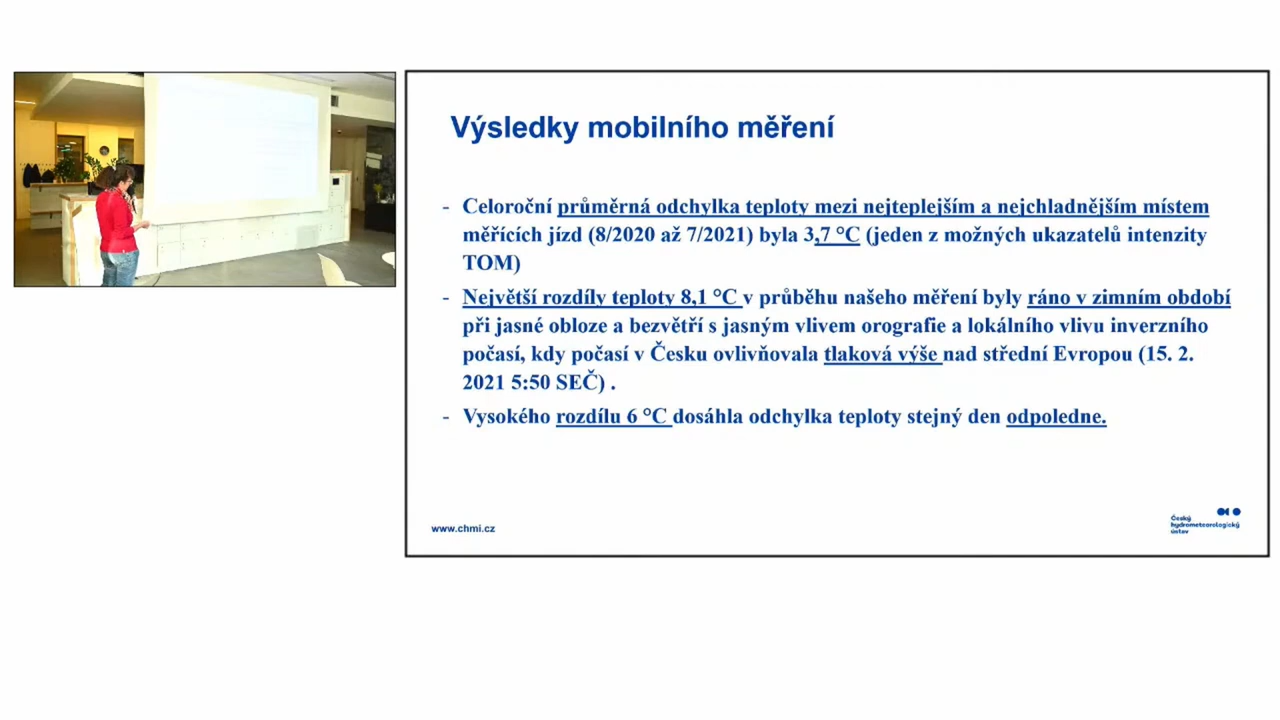 Výsledky mobilního měření
- Celoroční průměrná odchylka teploty mezi nejteplejším a nejchladnějším místem
měřících jízd (8/2020 až 7/2021) byla 3,7 °C (jeden z možných ukazatelů intenzity
TOM)
- Největší rozdíly teploty 8,1 °C v průběhu našeho měření byly ráno v zimním období
při jasné obloze a bezvětří s jasným vlivem orografie a lokálního vlivu inverzního
počasí, kdy počasí v Česku ovlivňovala tlaková výše nad střední Evropou (15. 2.
2021 5:50 SEČ) .
- Vysokého rozdílu 6 °C dosáhla odchylka teploty stejný den odpoledne.
www.chmi.cz
Český
hydrometeorologický
ústav